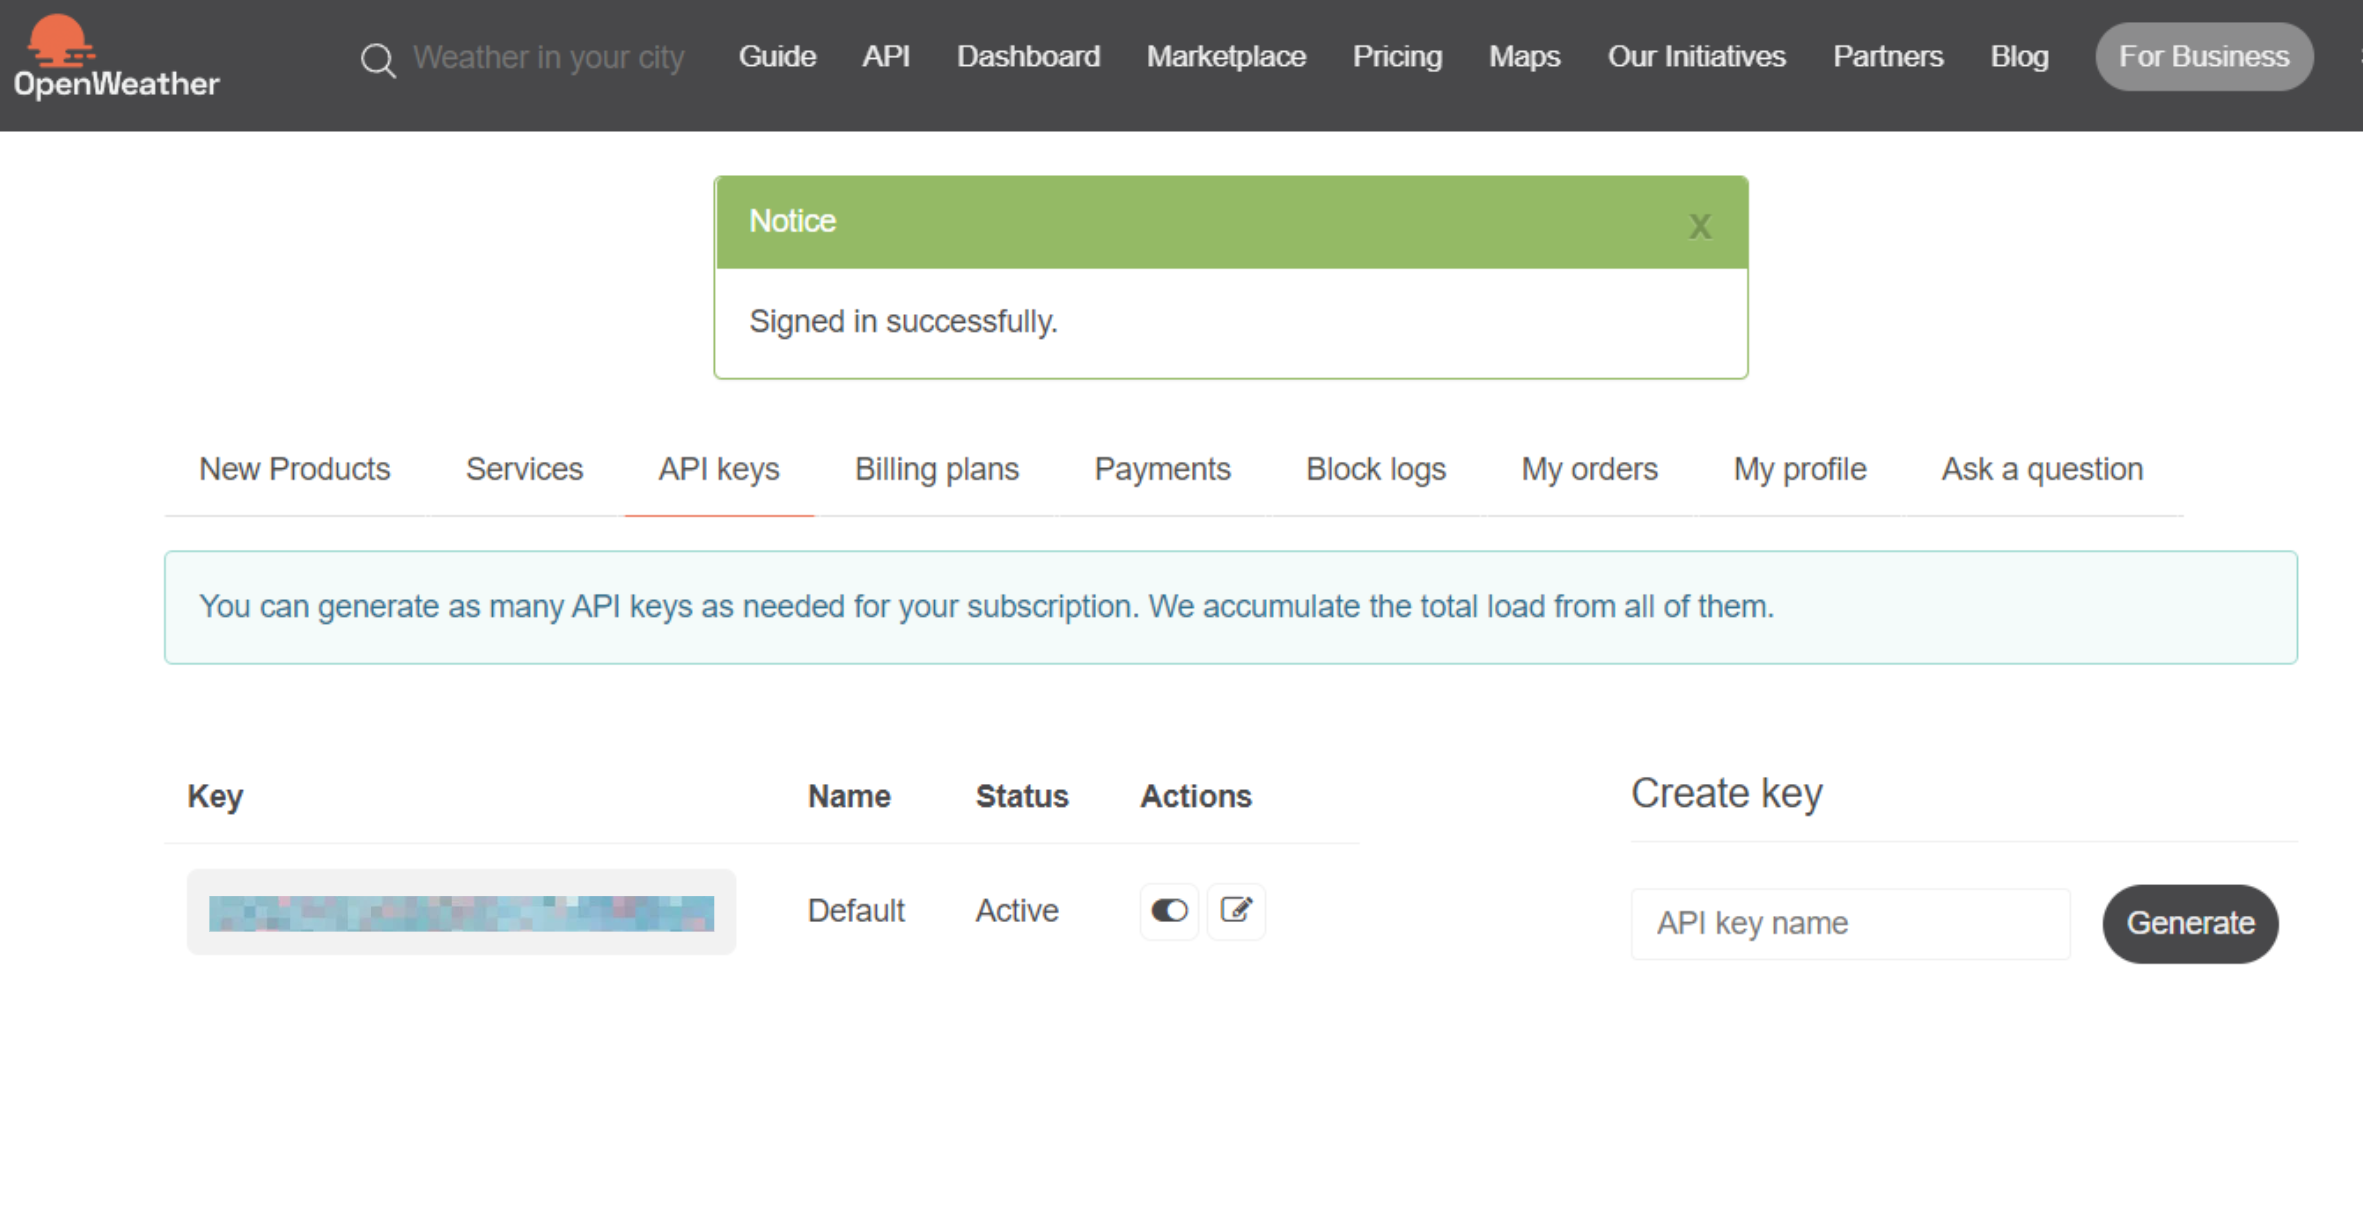 OpenWeather
Weather in your city Guide API Dashboard Marketplace Pricing Maps Our Initiatives Partners Blog For Business
Notice x
Signed in successfully.
New Products Services API keys Billing plans Payments Block logs My orders My profile Ask a question
You can generate as many API keys as needed for your subscription. We accumulate the total load from all of them.
Key Name Status Actions
Default Active
Create key
API key name Generate